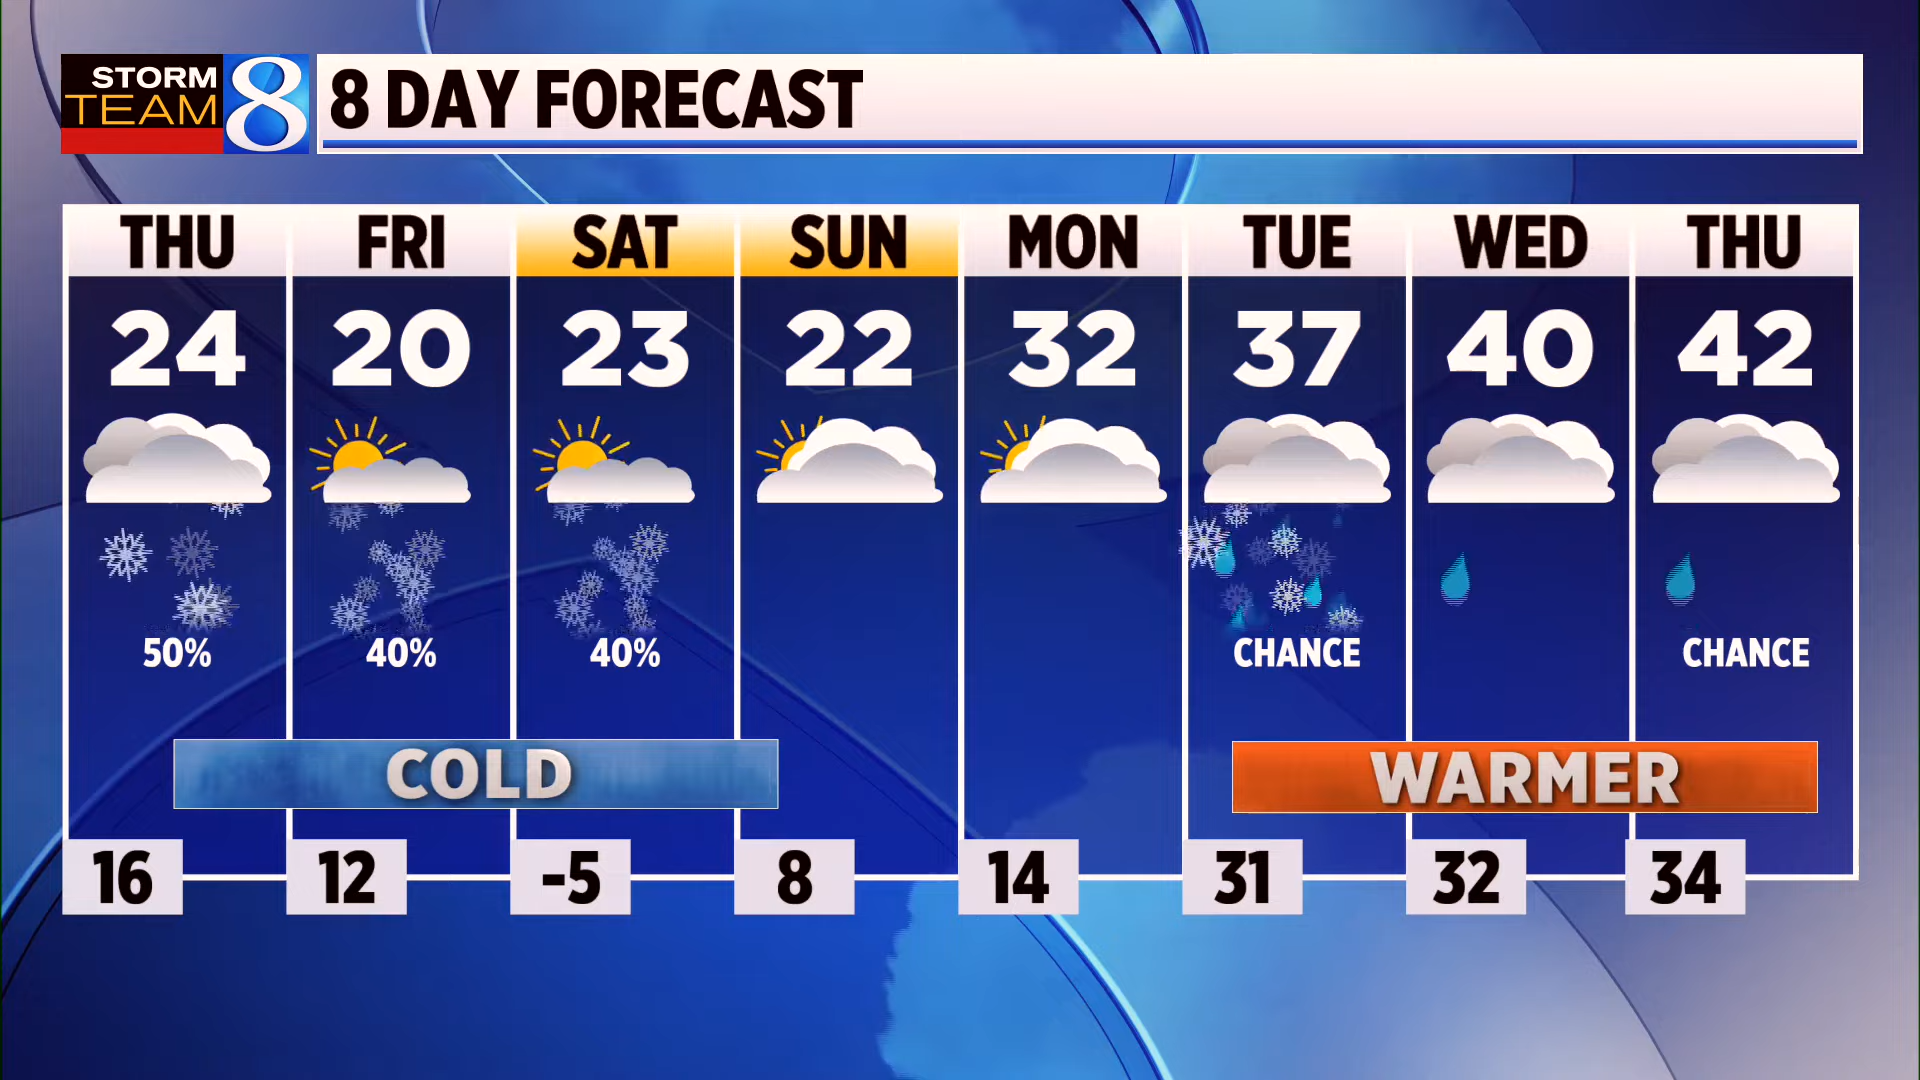 STORM
TEAM 8
8 DAY FORECAST
THU FRI SAT SUN MON TUE WED THU
24 20 23 22 32 37 40 42
50% 40% 40% CHANCE CHANCE
COLD WARMER
16 12 -5 8 14 31 32 34